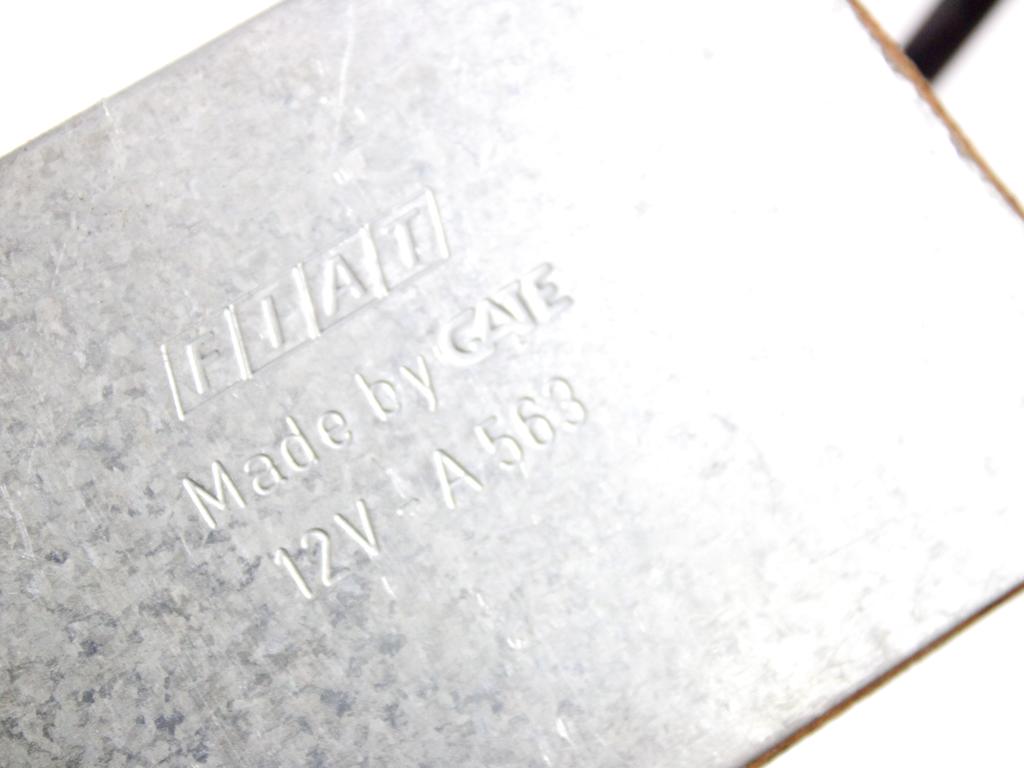 FIAT
Made by GATE
12V - A 563